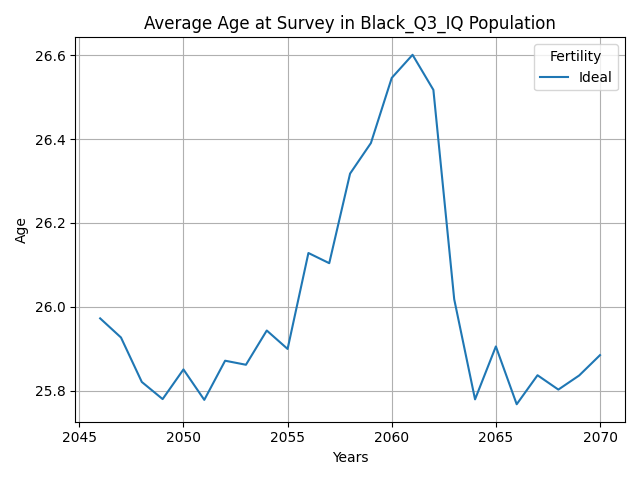 Average Age at Survey in Black_Q3_IQ Population
Fertility
Ideal
26.6
26.4
26.2
26.0
25.8
Age
2045 2050 2055 2060 2065 2070
Years